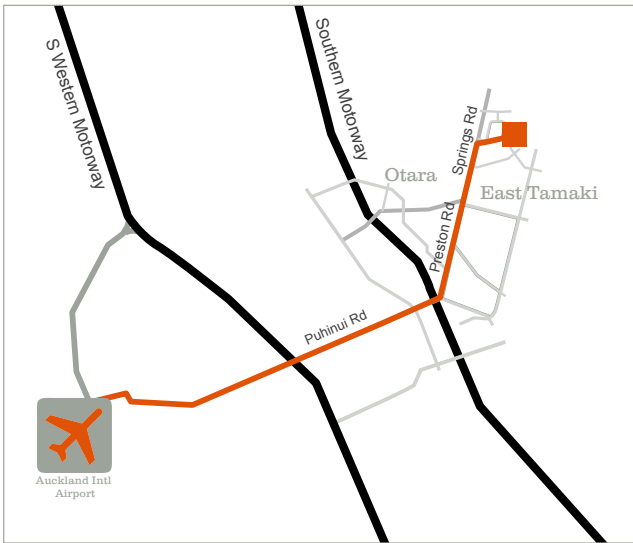 S Western Motorway
Southern Motorway
Springs Rd
Otara
East Tamaki
Preston Rd
Puhinui Rd
Auckland Intl
Airport